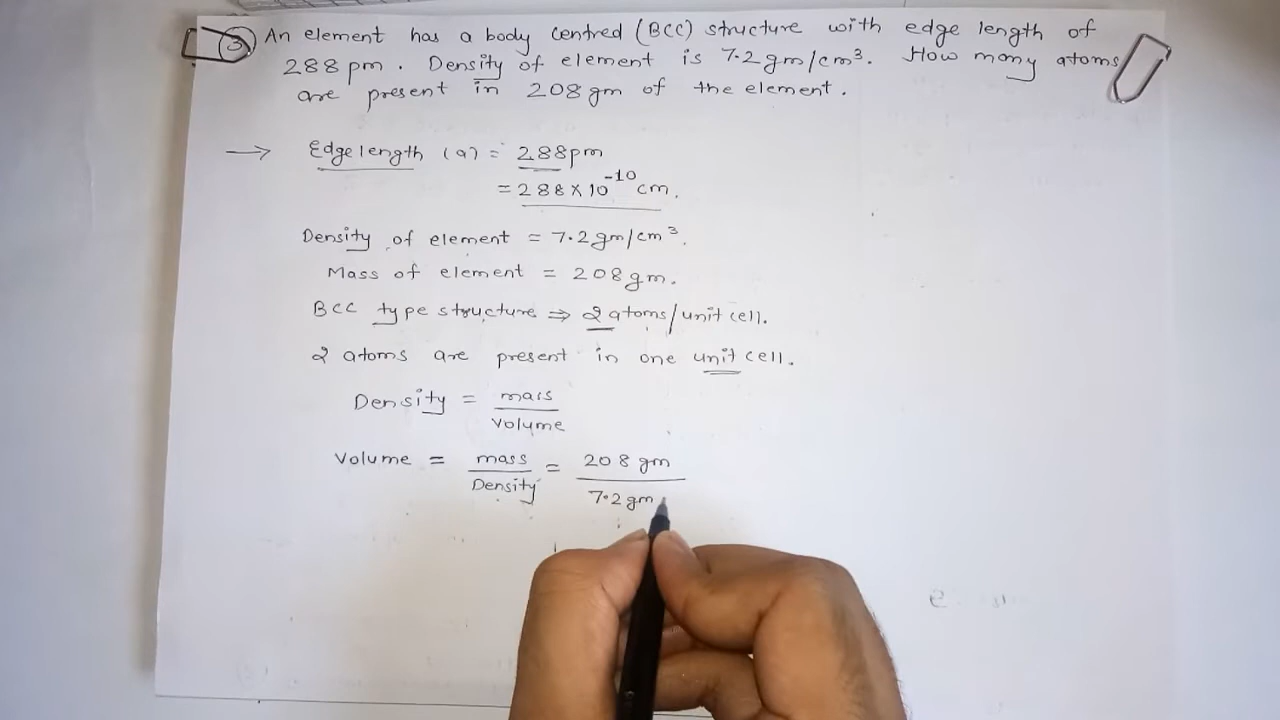 ③ An element has a body centred (BCC) structure with edge length of
288 pm. Density of element is 7.2 gm/cm³. How many atoms
are present in 208 gm of the element.
→ Edge length (a) = 288 pm
= 288 × 10⁻¹⁰ cm.
Density of element = 7.2 gm/cm³.
Mass of element = 208 gm.
BCC type structure ⇒ 2 atoms/unit cell.
2 atoms are present in one unit cell.
Density = mass / Volume
Volume = mass / Density = 208 gm / 7.2 gm